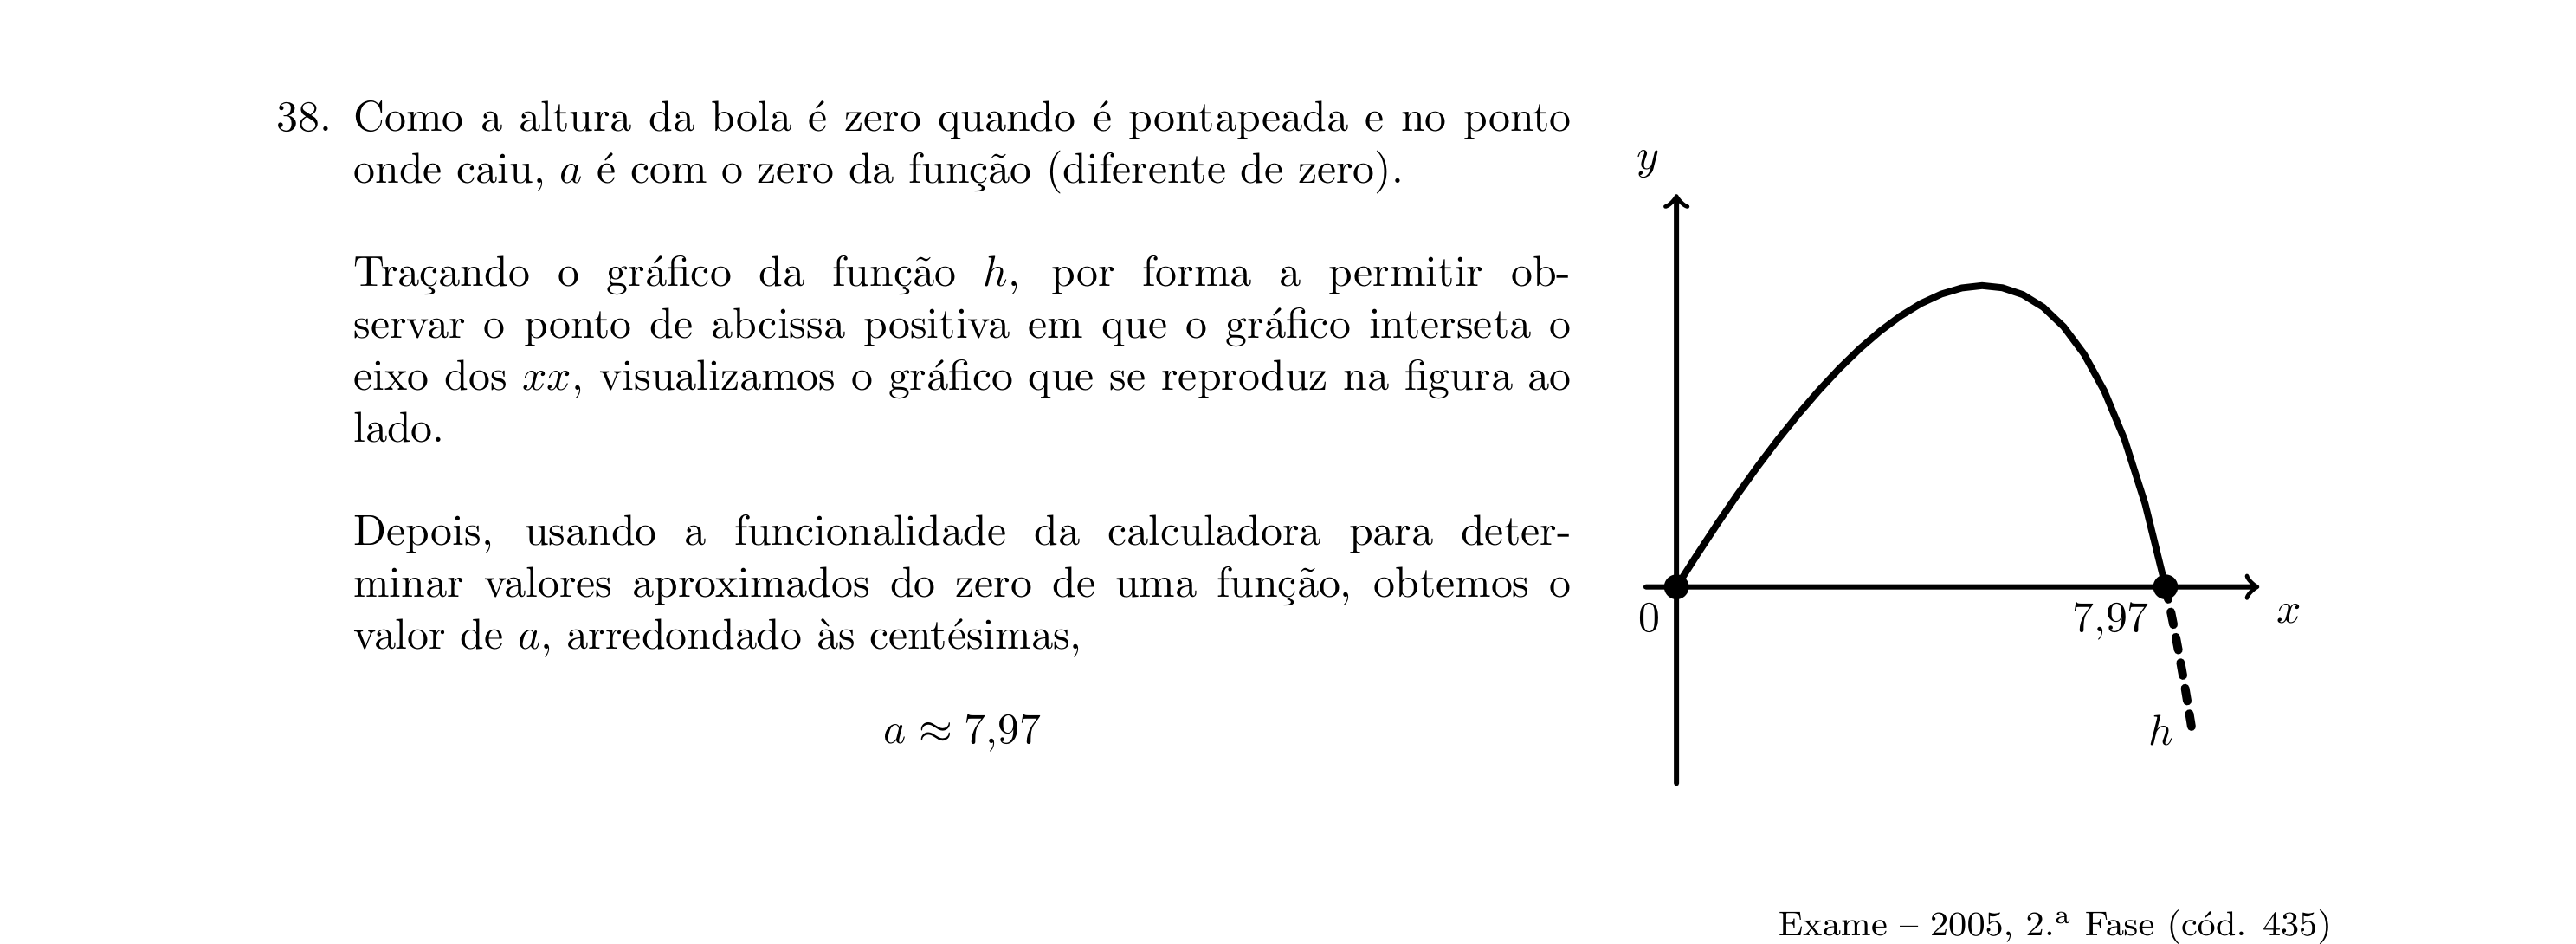 38. Como a altura da bola é zero quando é pontapeada e no ponto
onde caiu, a é com o zero da função (diferente de zero).
Traçando o gráfico da função h, por forma a permitir ob-
servar o ponto de abcissa positiva em que o gráfico interseta o
eixo dos xx, visualizamos o gráfico que se reproduz na figura ao
lado.
Depois, usando a funcionalidade da calculadora para deter-
minar valores aproximados do zero de uma função, obtemos o
valor de a, arredondado às centésimas,
a ≈ 7,97
y
0
7,97
x
h
Exame – 2005, 2.ª Fase (cód. 435)